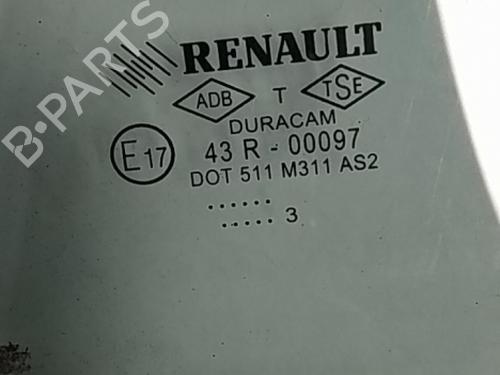 RENAULT
ADB T TSE
DURACAM
E17 43 R - 00097
DOT 511 M311 AS2
......
..... 3
B-PARTS